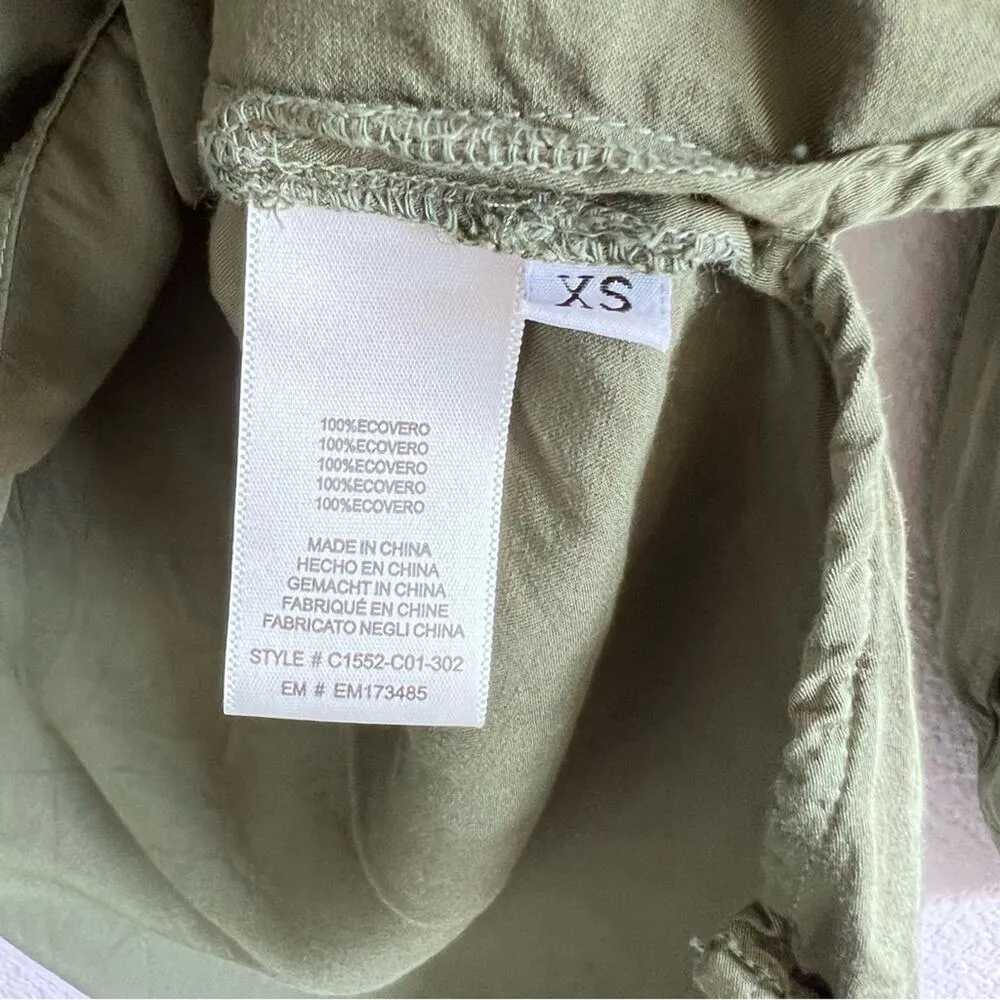 XS
100%ECOVERO
100%ECOVERO
100%ECOVERO
100%ECOVERO
100%ECOVERO
MADE IN CHINA
HECHO EN CHINA
GEMACHT IN CHINA
FABRIQUÉ EN CHINE
FABRICATO NEGLI CHINA
STYLE # C1552-C01-302
EM # EM173485